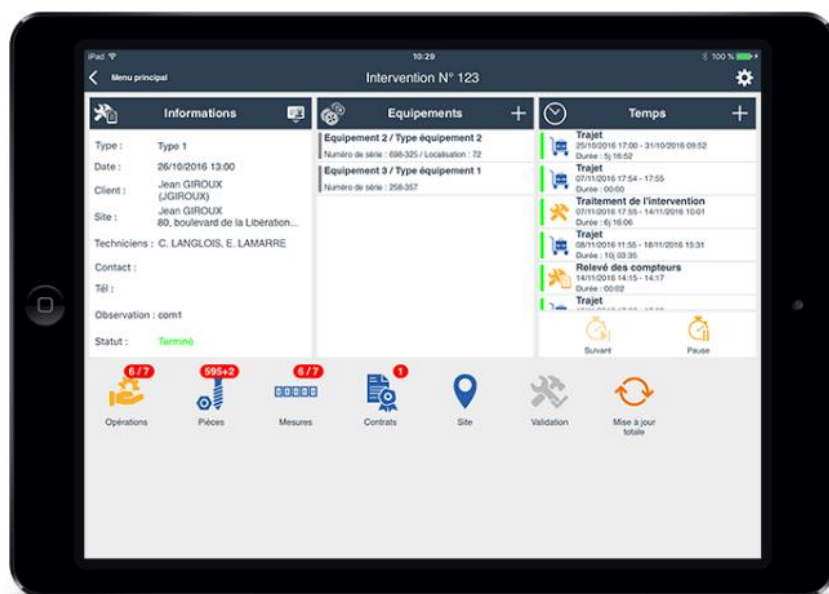 iPad
10:29
100 %
Menu principal
Intervention N° 123
Informations
Type :
Type 1
Date :
26/10/2016 13:00
Client :
Jean GIROUX
(JGIROUX)
Site :
Jean GIROUX
80, boulevard de la Libération...
Techniciens : C. LANGLOIS, E. LAMARRE
Contact :
Tél :
Observation : com1
Statut :
Terminé
Equipements
Equipement 2 / Type équipement 2
Numéro de série : 698-325 / Localisation : 72
Equipement 3 / Type équipement 1
Numéro de série : 258-357
Temps
Trajet
25/10/2016 17:00 - 31/10/2016 09:52
Durée : 5j 16:52
Trajet
07/11/2016 17:54 - 17:55
Durée : 00:00
Traitement de l'intervention
07/11/2016 17:55 - 14/11/2016 10:01
Durée : 6j 16:06
Trajet
08/11/2016 11:55 - 18/11/2016 15:31
Durée : 10j 03:35
Relevé des compteurs
14/11/2016 14:15 - 14:17
Durée : 00:02
Trajet
Suivant
Pause
6/7
595+2
6/7
1
Opérations
Pièces
Mesures
Contrats
Site
Validation
Mise à jour
totale